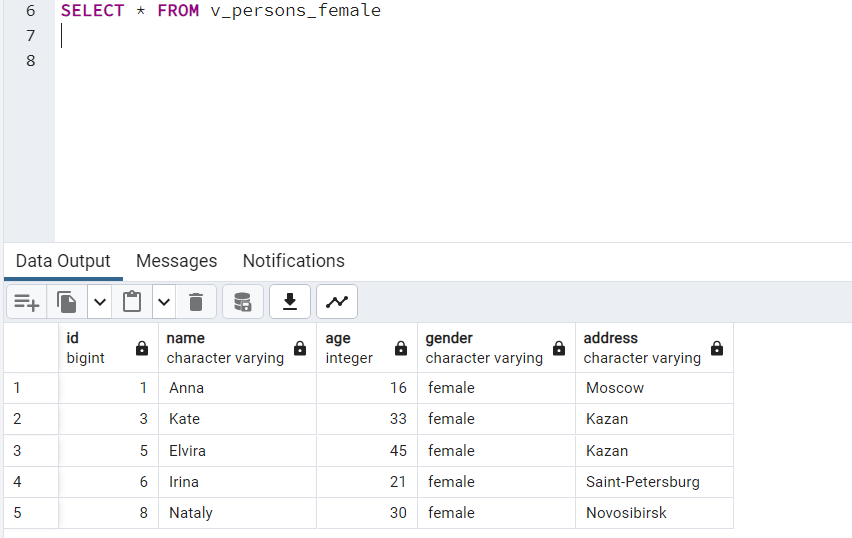 6 SELECT * FROM v_persons_female
7
8
Data Output Messages Notifications
id name age gender address
bigint character varying integer character varying character varying
1 1 Anna 16 female Moscow
2 3 Kate 33 female Kazan
3 5 Elvira 45 female Kazan
4 6 Irina 21 female Saint-Petersburg
5 8 Nataly 30 female Novosibirsk